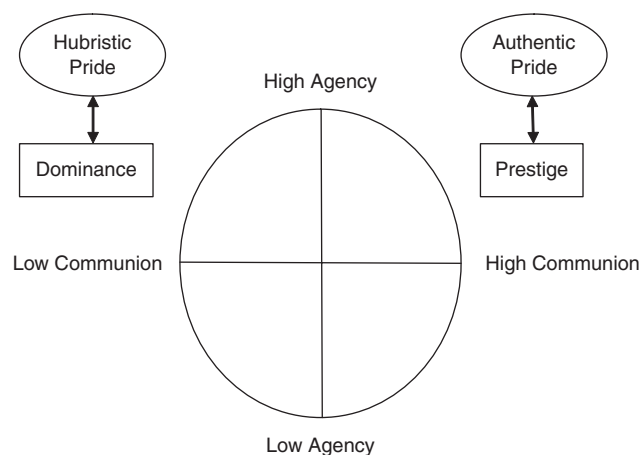 Hubristic
Pride
Authentic
Pride
High Agency
Dominance
Prestige
Low Communion
High Communion
Low Agency